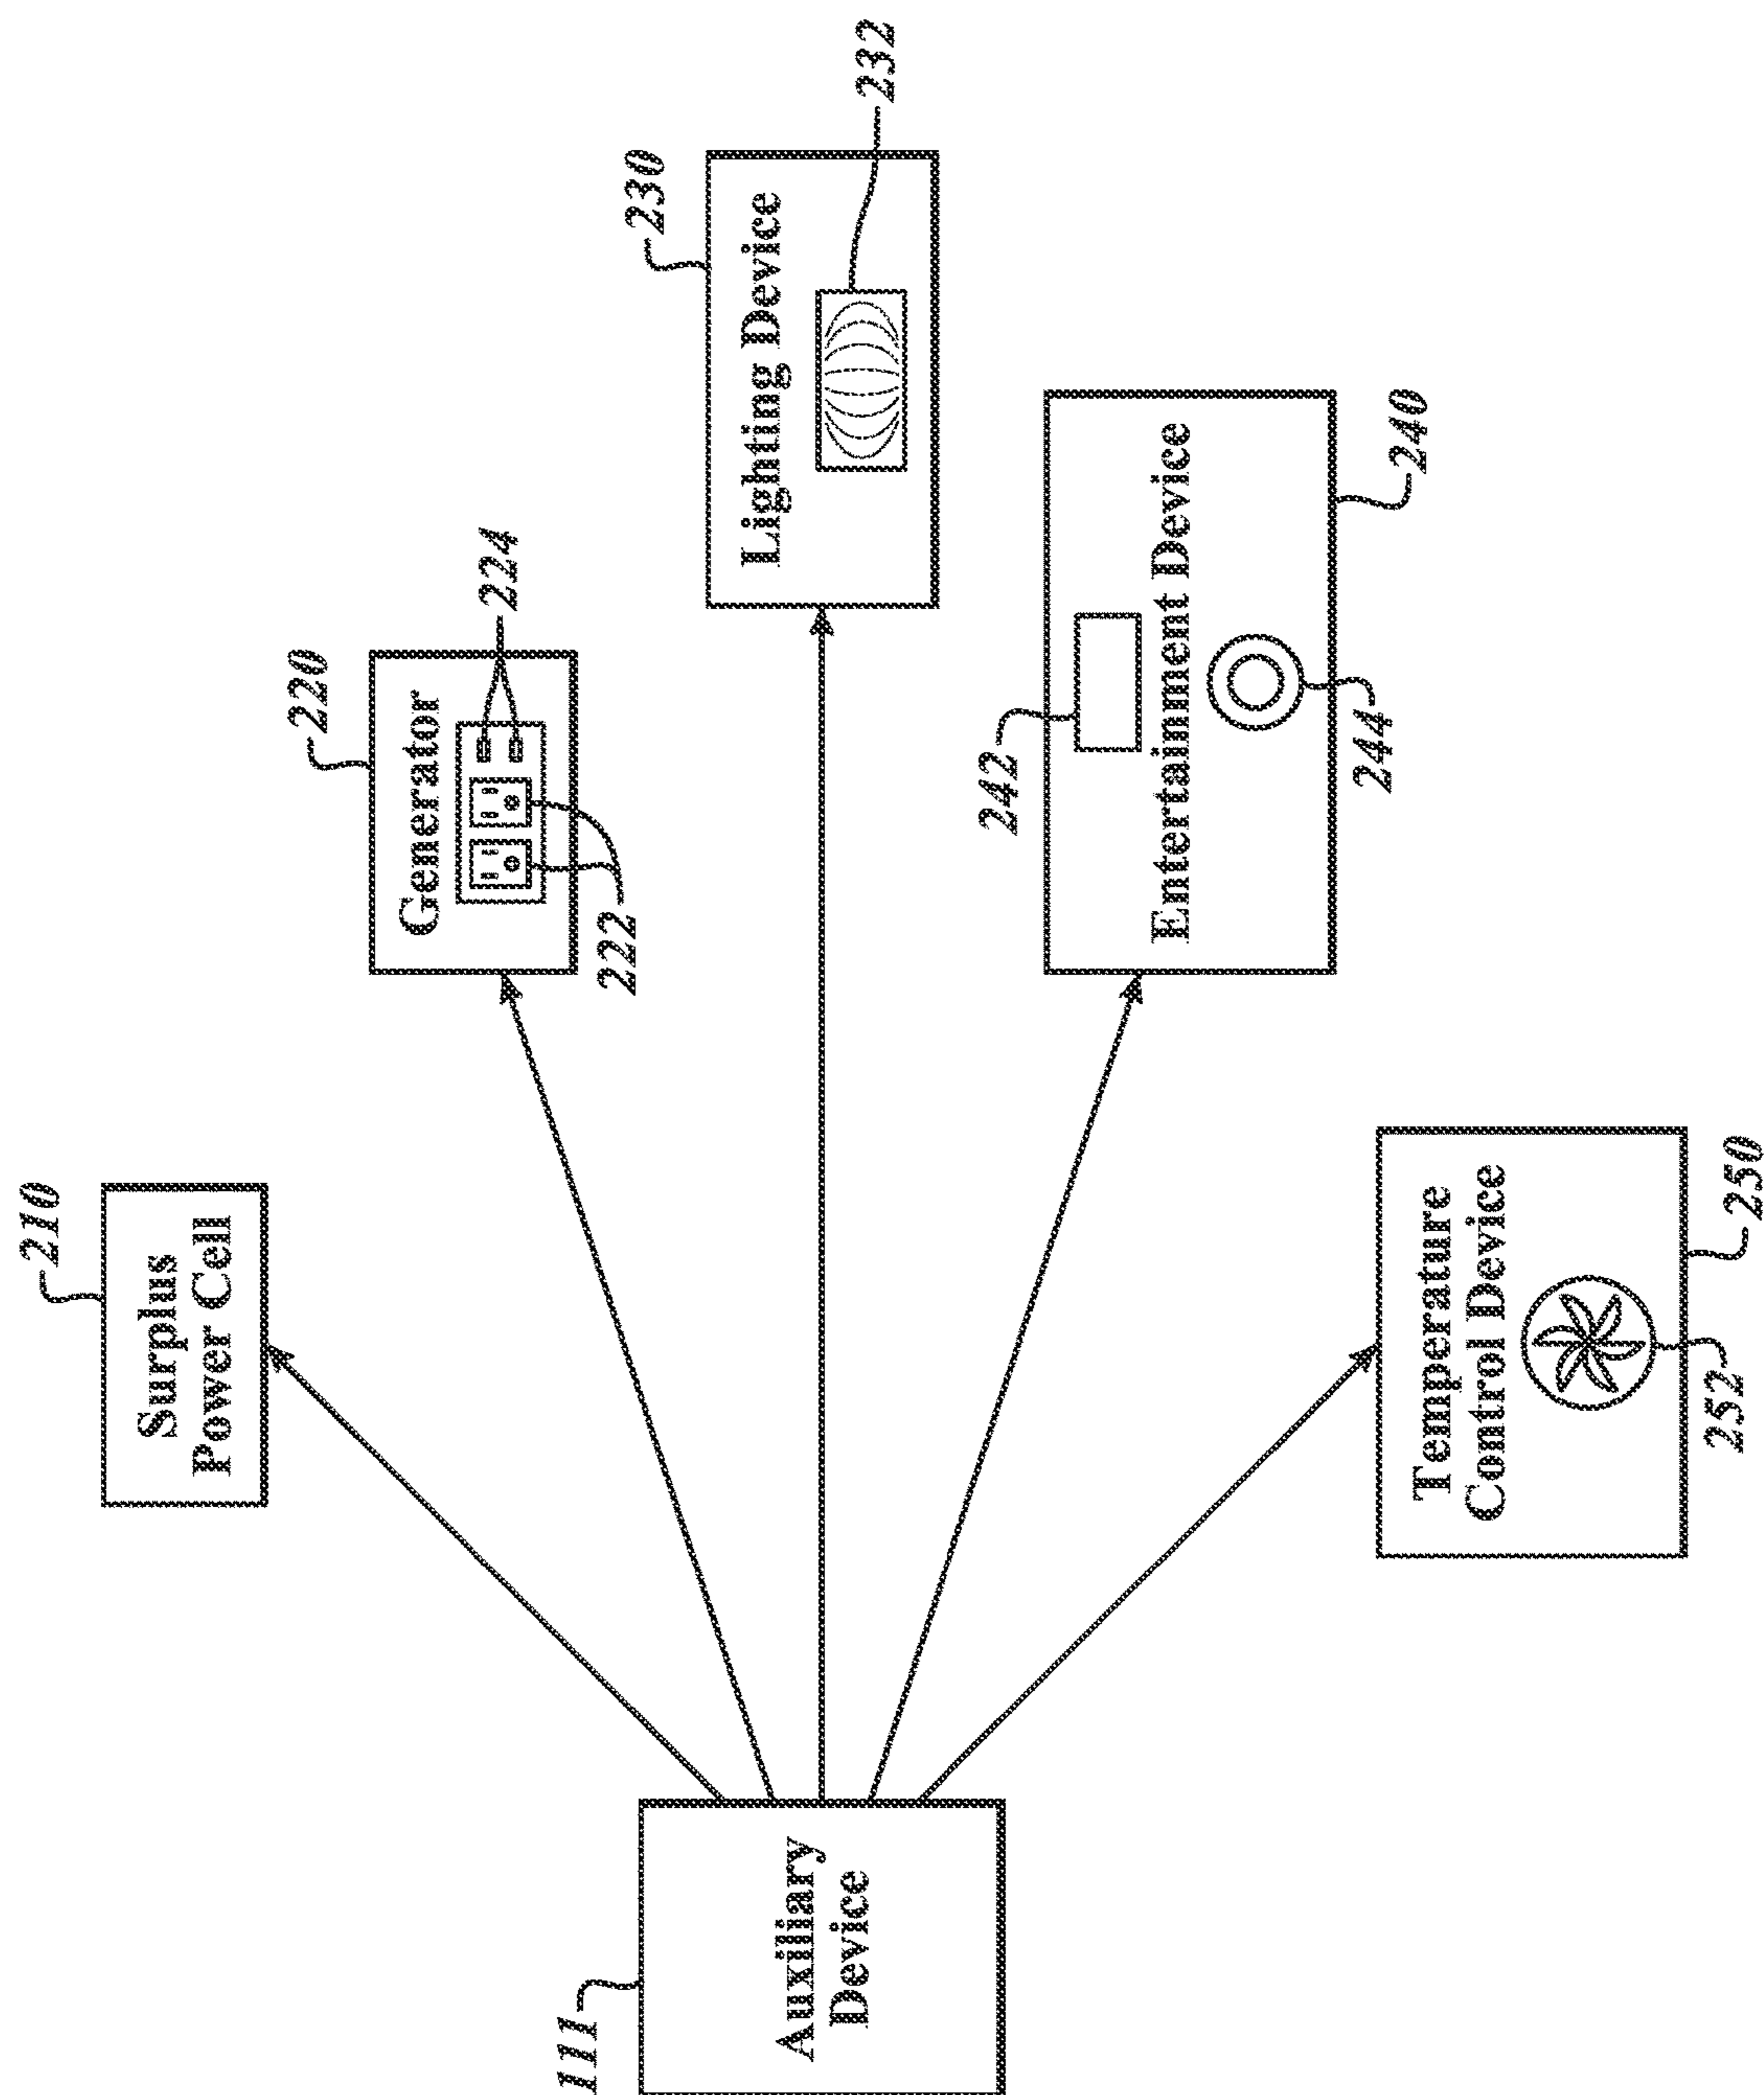 111
Auxiliary
Device
210
Surplus
Power Cell
220
Generator
222
224
230
Lighting Device
232
242
Entertainment Device
244
240
Temperature
Control Device
252
250